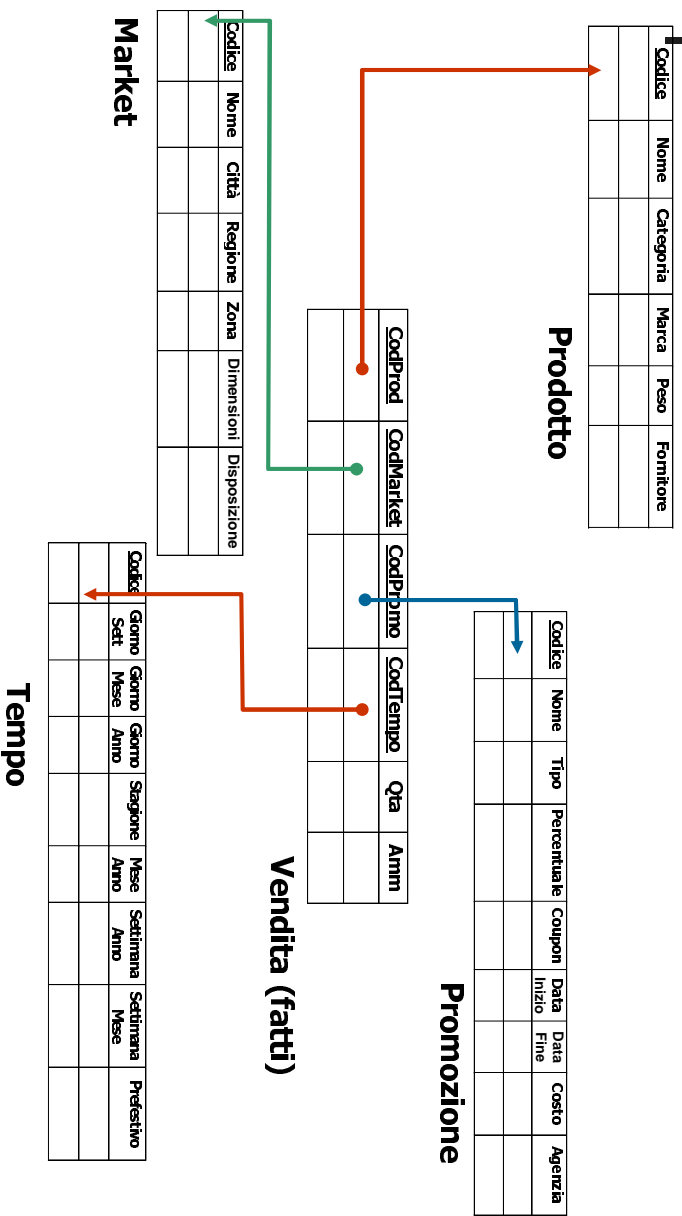 Codice Nome Categoria Marca Peso Fornitore
Prodotto
Codice Nome Tipo Percentuale Coupon Data Inizio Data Fine Costo Agenzia
Promozione
CodProd CodMarket CodPromo CodTempo Qta Amm
Vendita (fatti)
Codice Nome Città Regione Zona Dimensioni Disposizione
Market
Codice Giorno Sett Giorno Mese Giorno Anno Stagione Mese Anno Settimana Anno Settimana Mese Prefestivo
Tempo